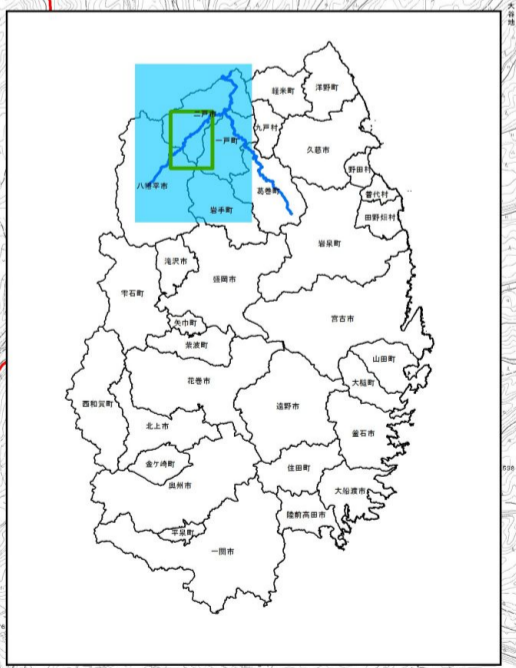 大谷地
軽米町
洋野町
二戸市
九戸村
一戸町
久慈市
野田村
八幡平市
葛巻町
普代村
岩手町
田野畑村
岩泉町
滝沢市
盛岡市
雫石町
宮古市
矢巾町
紫波町
山田町
花巻市
大槌町
遠野市
西和賀町
北上市
釜石市
金ケ崎町
住田町
奥州市
大船渡市
陸前高田市
平泉町
一関市